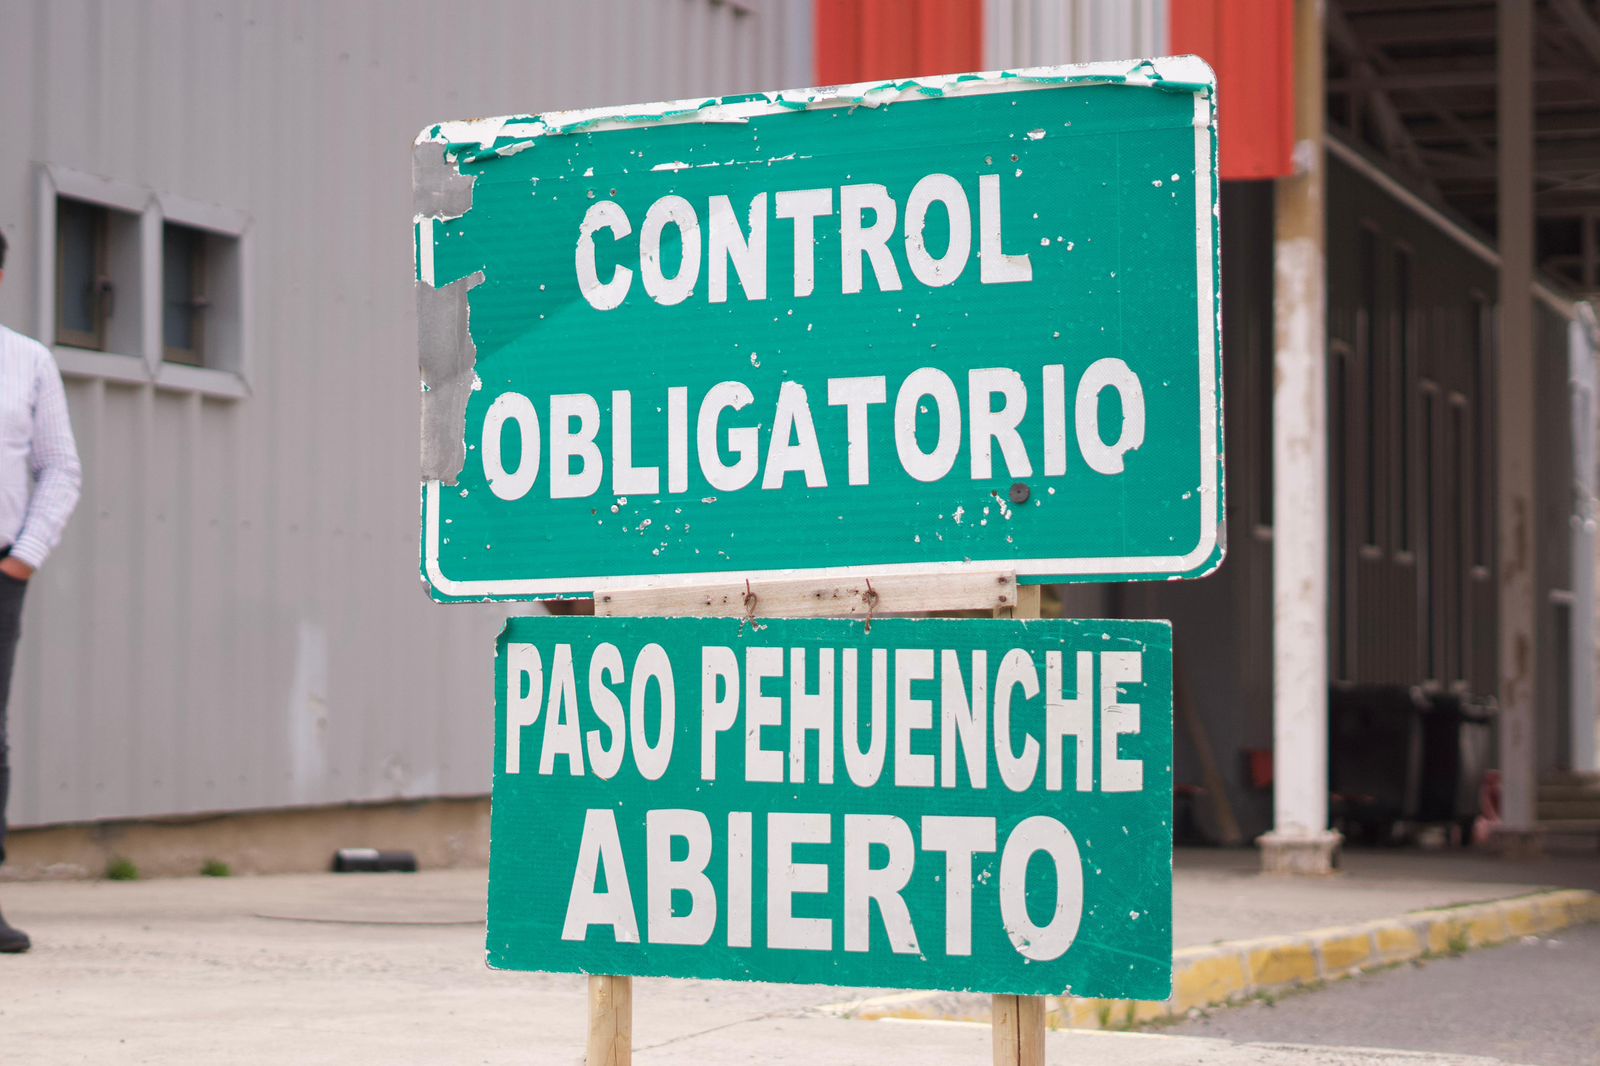 CONTROL
OBLIGATORIO
PASO PEHUENCHE
ABIERTO